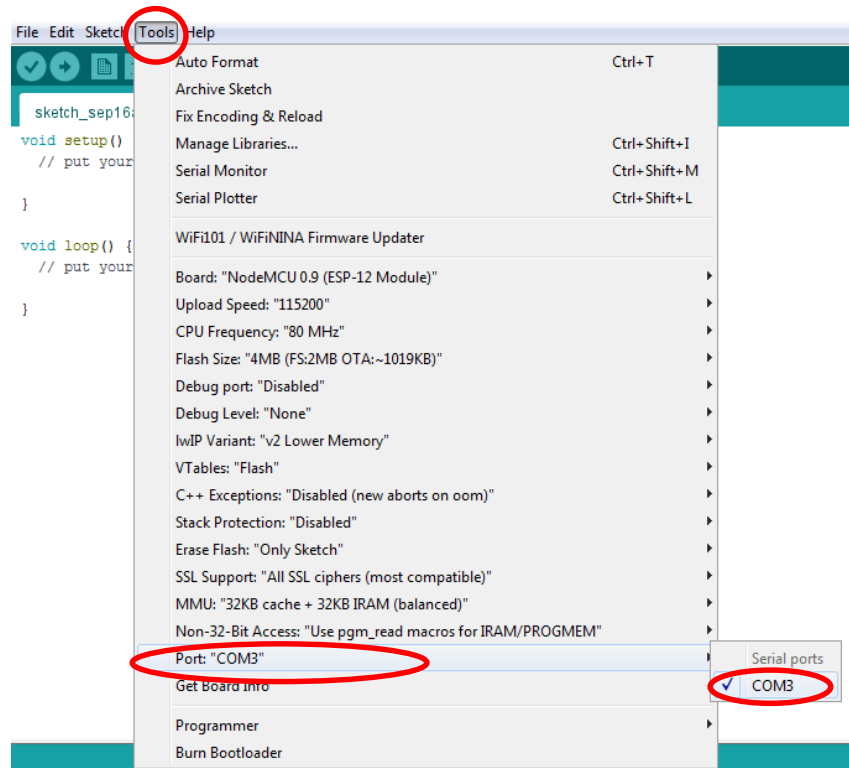 File Edit Sketch Tools Help
Auto Format Ctrl+T
Archive Sketch
sketch_sep16a
Fix Encoding & Reload
void setup()
Manage Libraries... Ctrl+Shift+I
// put your
Serial Monitor Ctrl+Shift+M
Serial Plotter Ctrl+Shift+L
}
WiFi101 / WiFiNINA Firmware Updater
void loop() {
// put your
Board: "NodeMCU 0.9 (ESP-12 Module)"
Upload Speed: "115200"
}
CPU Frequency: "80 MHz"
Flash Size: "4MB (FS:2MB OTA:~1019KB)"
Debug port: "Disabled"
Debug Level: "None"
lwIP Variant: "v2 Lower Memory"
VTables: "Flash"
C++ Exceptions: "Disabled (new aborts on oom)"
Stack Protection: "Disabled"
Erase Flash: "Only Sketch"
SSL Support: "All SSL ciphers (most compatible)"
MMU: "32KB cache + 32KB IRAM (balanced)"
Non-32-Bit Access: "Use pgm_read macros for IRAM/PROGMEM"
Port: "COM3"
Serial ports
Get Board Info
COM3
Programmer
Burn Bootloader